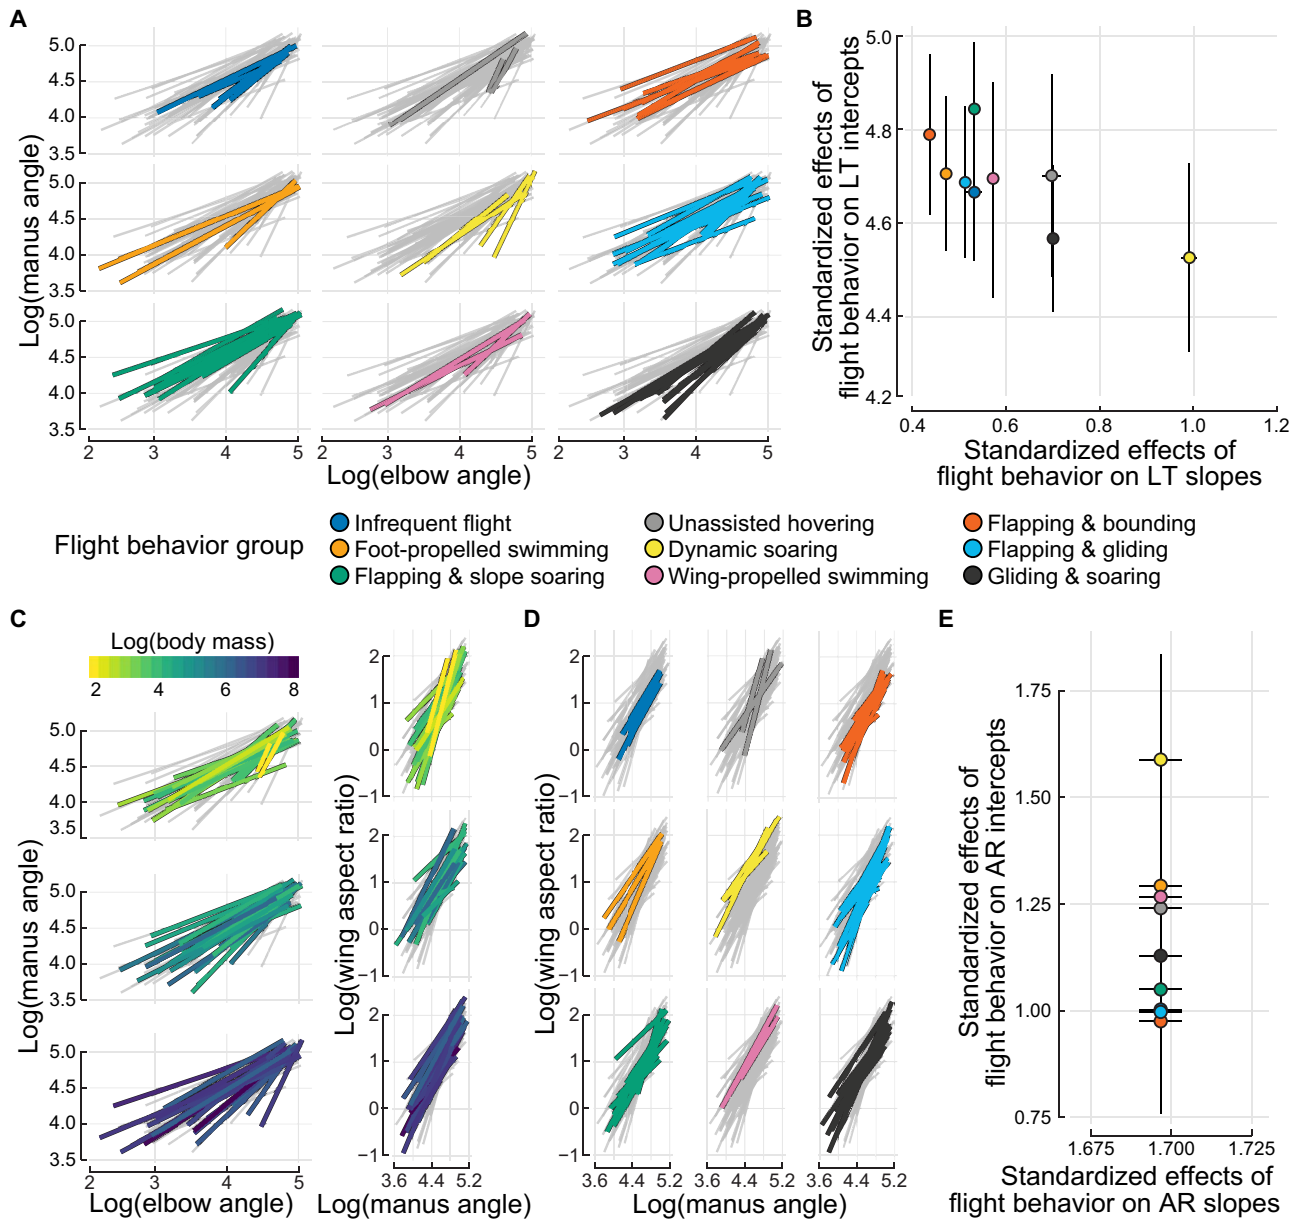 A
5.0
4.5
4.0
3.5
5.0
4.5
4.0
3.5
5.0
4.5
4.0
3.5
Log(manus angle)
2 3 4 5 2 3 4 5 2 3 4 5
Log(elbow angle)
B
5.0
4.8
4.6
4.4
4.2
Standardized effects of
flight behavior on LT intercepts
0.4 0.6 0.8 1.0 1.2
Standardized effects of
flight behavior on LT slopes
Flight behavior group
Infrequent flight
Foot-propelled swimming
Flapping & slope soaring
Unassisted hovering
Dynamic soaring
Wing-propelled swimming
Flapping & bounding
Flapping & gliding
Gliding & soaring
C
Log(body mass)
2 4 6 8
5.0
4.5
4.0
3.5
5.0
4.5
4.0
3.5
5.0
4.5
4.0
3.5
Log(manus angle)
2 3 4 5
Log(elbow angle)
2
1
0
−1
2
1
0
−1
2
1
0
−1
Log(wing aspect ratio)
3.6 4.4 5.2
Log(manus angle)
D
2
1
0
−1
2
1
0
−1
2
1
0
−1
Log(wing aspect ratio)
3.6 4.4 5.2 3.6 4.4 5.2 3.6 4.4 5.2
Log(manus angle)
E
1.75
1.50
1.25
1.00
0.75
Standardized effects of
flight behavior on AR intercepts
1.675 1.700 1.725
Standardized effects of
flight behavior on AR slopes